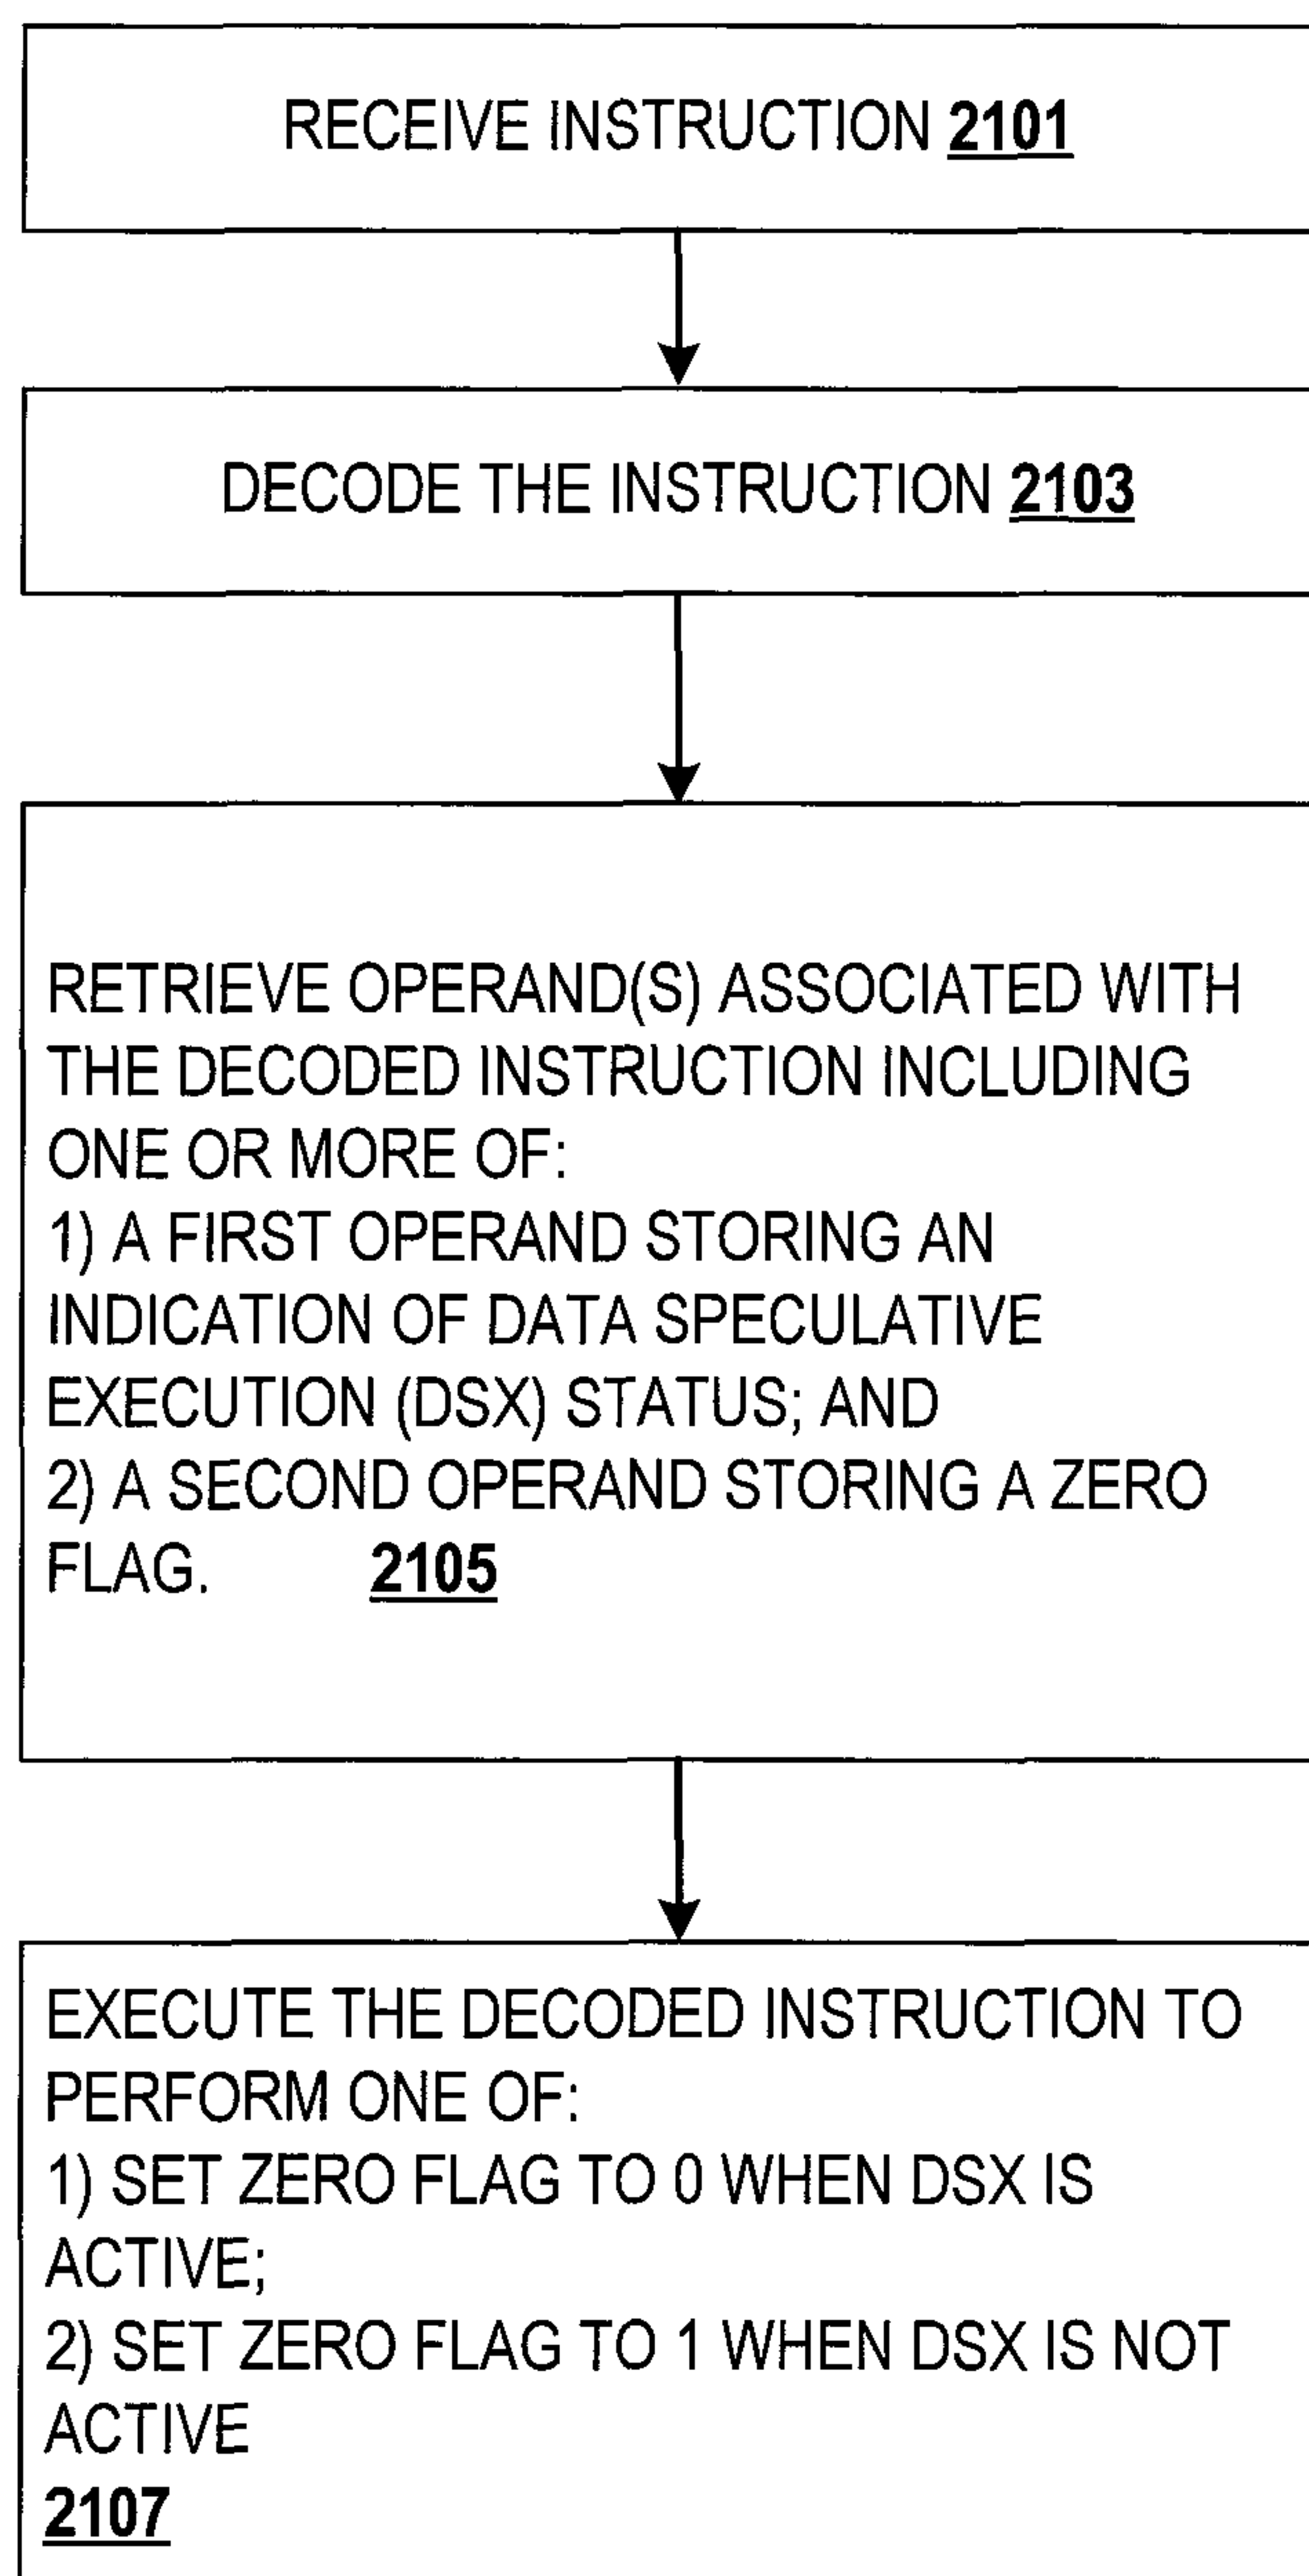 RECEIVE INSTRUCTION 2101
DECODE THE INSTRUCTION 2103
RETRIEVE OPERAND(S) ASSOCIATED WITH
THE DECODED INSTRUCTION INCLUDING
ONE OR MORE OF:
1) A FIRST OPERAND STORING AN
INDICATION OF DATA SPECULATIVE
EXECUTION (DSX) STATUS; AND
2) A SECOND OPERAND STORING A ZERO
FLAG. 2105
EXECUTE THE DECODED INSTRUCTION TO
PERFORM ONE OF:
1) SET ZERO FLAG TO 0 WHEN DSX IS
ACTIVE;
2) SET ZERO FLAG TO 1 WHEN DSX IS NOT
ACTIVE
2107